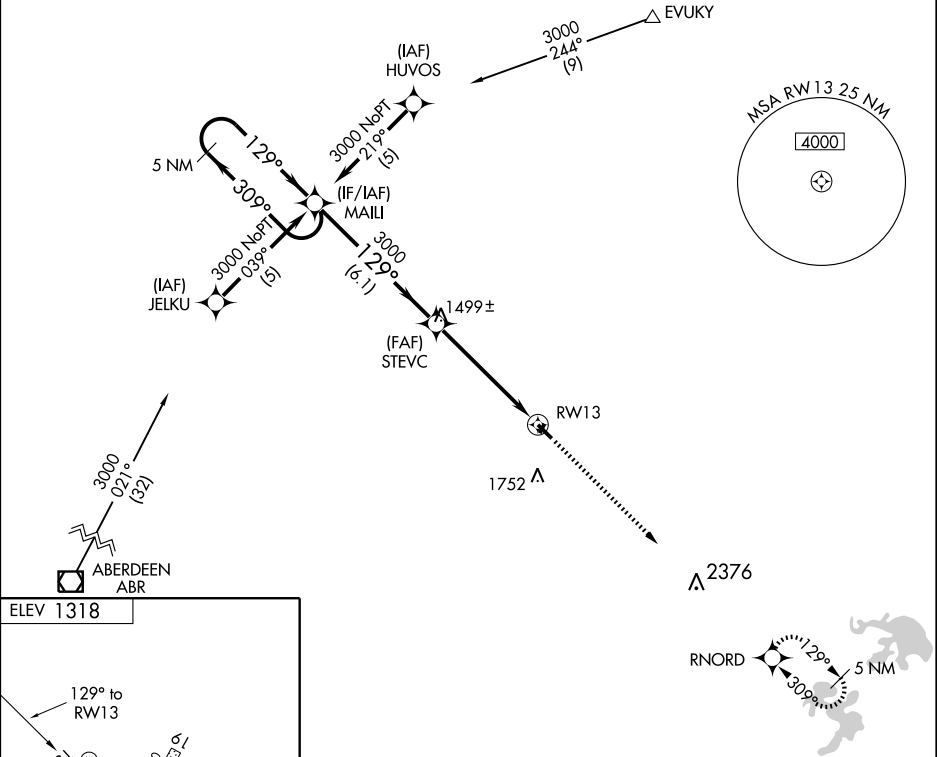 EVUKY
3000
244°
(9)
(IAF)
HUVOS
MSA RW13 25 NM
4000
3000 NoPT
219°
(5)
5 NM
129°
309°
(IF/IAF)
MAILI
3000 NoPT
039°
(5)
(IAF)
JELKU
3000
129°
(6.1)
1499±
(FAF)
STEVC
RW13
1752
3000
021°
(32)
ABERDEEN
ABR
2376
RNORD
129°
309°
5 NM
ELEV 1318
129° to
RW13
19